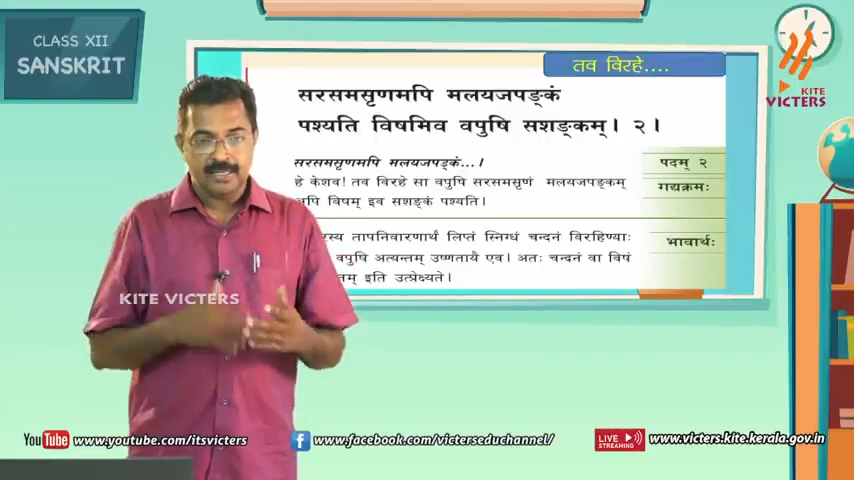 CLASS XII
SANSKRIT
तव विरहे....
KITE
VICTERS
सरसमसृणमपि मलयजपङ्कं
पश्यति विषमिव वपुषि सशङ्कम्। २।
सरसमसृणमपि मलयजपङ्कं...।
पदम् २
हे केशव! तव विरहे सा वपुषि सरसमसृणं मलयजपङ्कम्
गद्यक्रमः
अपि विषम् इव सशङ्कं पश्यति।
तापनिवारणार्थं लिप्तं स्निग्धं चन्दनं विरहिण्याः
भावार्थः
वपुषि अत्यन्तम् उष्णतायै एव। अतः चन्दनं वा विषं
इति उत्प्रेक्ष्यते।
KITE VICTERS
YouTube www.youtube.com/itsvicters
f www.facebook.com/victerseduchannel/
LIVE STREAMING www.victers.kite.kerala.gov.in